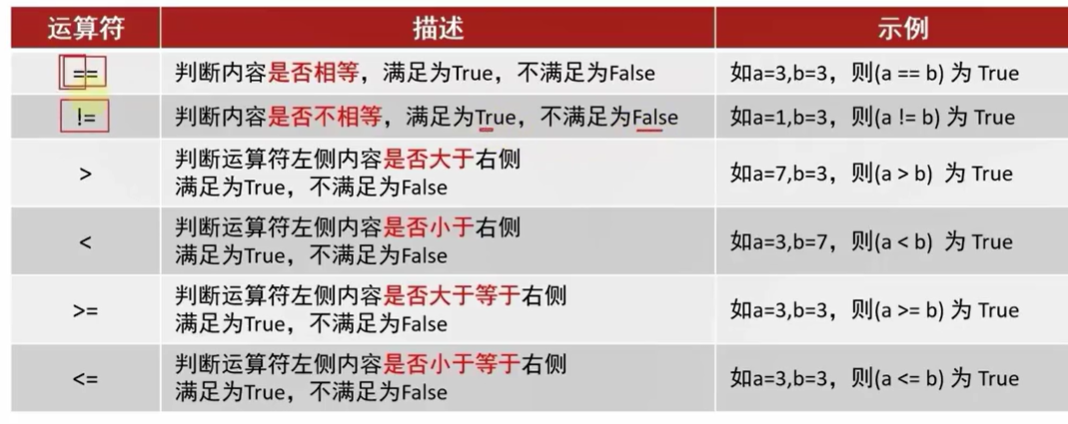 运算符 描述 示例
== 判断内容是否相等，满足为True，不满足为False 如a=3,b=3，则(a == b) 为 True
!= 判断内容是否不相等，满足为True，不满足为False 如a=1,b=3，则(a != b) 为 True
> 判断运算符左侧内容是否大于右侧
满足为True，不满足为False 如a=7,b=3，则(a > b) 为 True
< 判断运算符左侧内容是否小于右侧
满足为True，不满足为False 如a=3,b=7，则(a < b) 为 True
>= 判断运算符左侧内容是否大于等于右侧
满足为True，不满足为False 如a=3,b=3，则(a >= b) 为 True
<= 判断运算符左侧内容是否小于等于右侧
满足为True，不满足为False 如a=3,b=3，则(a <= b) 为 True